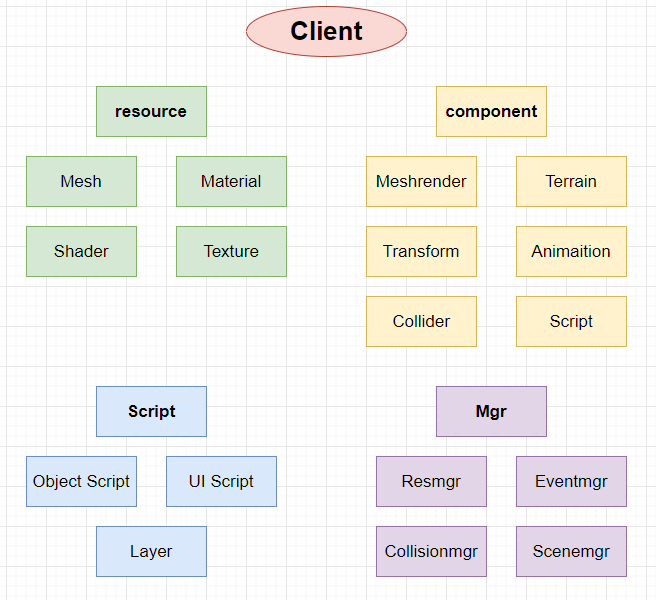 Client
resource
component
Mesh
Material
Meshrender
Terrain
Shader
Texture
Transform
Animaition
Collider
Script
Script
Mgr
Object Script
UI Script
Resmgr
Eventmgr
Layer
Collisionmgr
Scenemgr